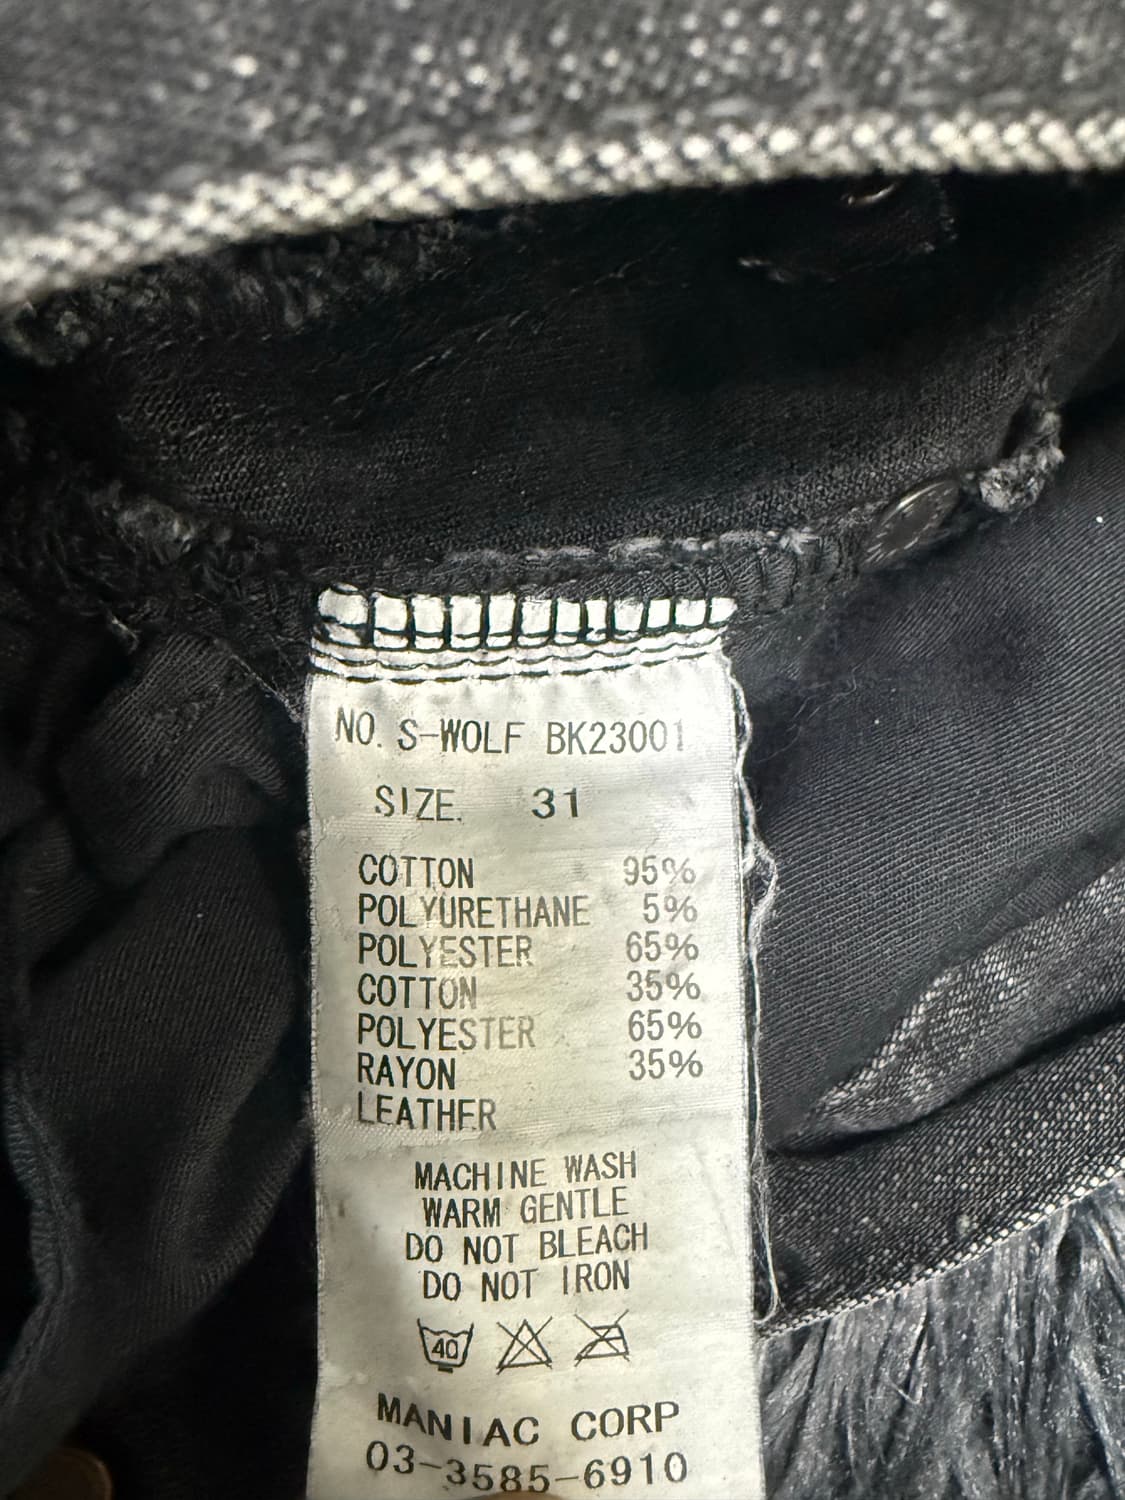 NO. S-WOLF BK23001
SIZE. 31
COTTON 95%
POLYURETHANE 5%
POLYESTER 65%
COTTON 35%
POLYESTER 65%
RAYON 35%
LEATHER
MACHINE WASH
WARM GENTLE
DO NOT BLEACH
DO NOT IRON
40
MANIAC CORP
03-3585-6910